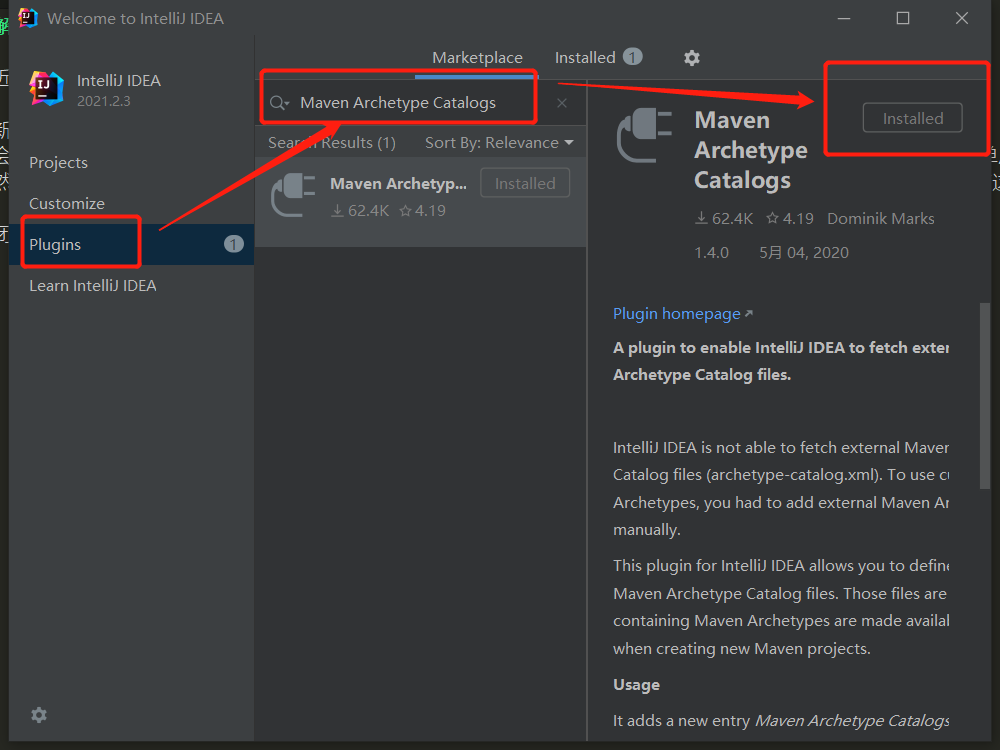 Welcome to IntelliJ IDEA
IntelliJ IDEA
2021.2.3
Projects
Customize
Plugins
1
Learn IntelliJ IDEA
Marketplace
Installed 1
Maven Archetype Catalogs
Search Results (1)
Sort By: Relevance
Maven Archetyp...
Installed
62.4K
4.19
Maven
Archetype
Catalogs
Installed
62.4K
4.19
Dominik Marks
1.4.0
5月 04, 2020
Plugin homepage
A plugin to enable IntelliJ IDEA to fetch exter
Archetype Catalog files.
IntelliJ IDEA is not able to fetch external Maver
Catalog files (archetype-catalog.xml). To use cu
Archetypes, you had to add external Maven Ar
manually.
This plugin for IntelliJ IDEA allows you to define
Maven Archetype Catalog files. Those files are
containing Maven Archetypes are made availal
when creating new Maven projects.
Usage
It adds a new entry Maven Archetype Catalogs